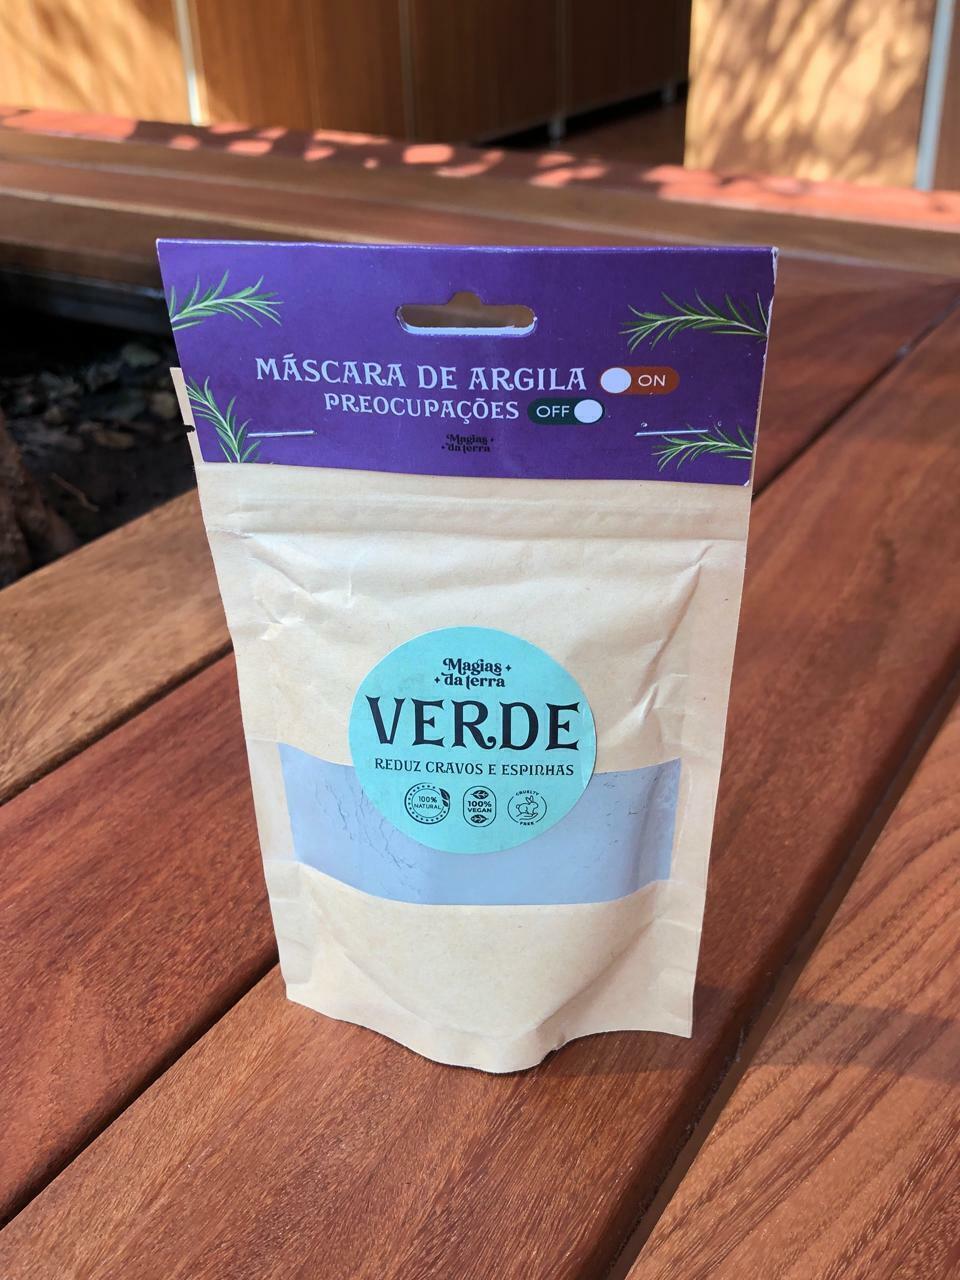 MÁSCARA DE ARGILA ON
PREOCUPAÇÕES OFF
Magias
da terra
Magias
da terra
VERDE
REDUZ CRAVOS E ESPINHAS
100%
NATURAL
100%
VEGAN
CRUELTY
FREE